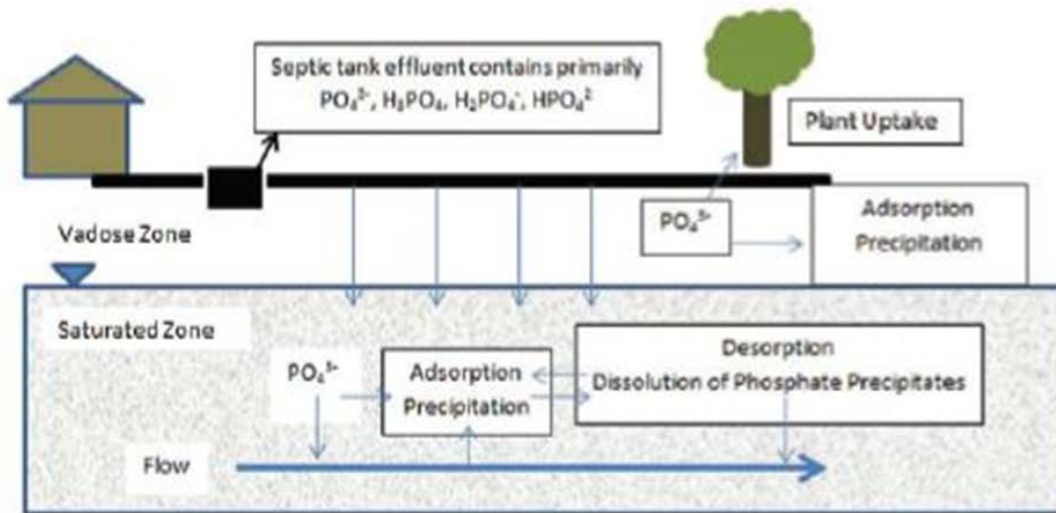 Septic tank effluent contains primarily
PO₄³⁻, H₃PO₄, H₂PO₄⁻, HPO₄²
Plant Uptake
PO₄³⁻
Adsorption
Precipitation
Vadose Zone
Saturated Zone
Desorption
Dissolution of Phosphate Precipitates
PO₄³⁻
Adsorption
Precipitation
Flow